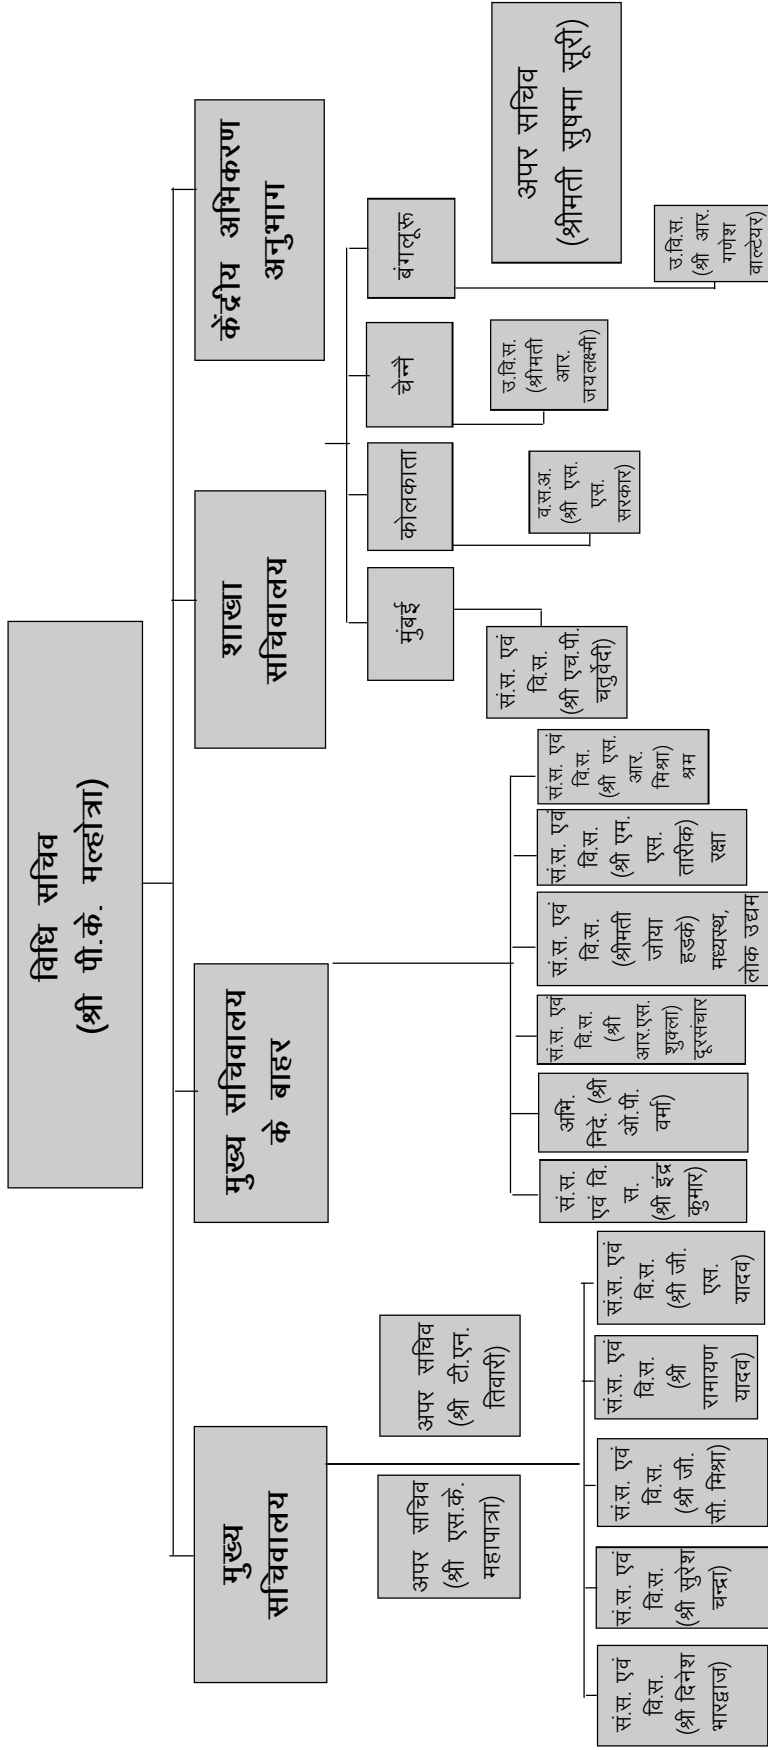 विधि सचिव
(श्री पी.के. मल्होत्रा)
मुख्य
सचिवालय
मुख्य सचिवालय
के बाहर
शाखा
सचिवालय
केंद्रीय अभिकरण
अनुभाग
अपर सचिव
(श्री एस.के.
महापात्रा)
अपर सचिव
(श्री टी.एन.
तिवारी)
सं.स. एवं
वि.स.
(श्री दिनेश
भारद्वाज)
सं.स. एवं
वि.स.
(श्री सुरेश
चन्द्रा)
सं.स. एवं
वि.स.
(श्री जी.
सी. मिश्रा)
सं.स. एवं
वि.स.
(श्री
रामायण
यादव)
सं.स. एवं
वि.स.
(श्री जी.
एस.
यादव)
सं.स.
एवं वि.
स.
(श्री इंद्र
कुमार)
अभि.
निदे. (श्री
ओ.पी.
वर्मा)
सं.स. एवं
वि.स.
(श्री
आर.एस.
शुक्ला)
दूरसंचार
सं.स. एवं
वि.स.
(श्रीमती
जोया
हडके)
मध्यस्थ,
लोक उद्यम
सं.स. एवं
वि.स.
(श्री एम.
एस.
तारीक)
रक्षा
सं.स. एवं
वि.स.
(श्री एस.
आर.
मिश्रा)
श्रम
मुंबई
कोलकाता
चेन्नै
बंगलूरू
सं.स. एवं
वि.स.
(श्री एच.पी.
चतुर्वेदी)
व.स.अ.
(श्री एस.
एस.
सरकार)
उ.वि.स.
(श्रीमती
आर.
जयलक्ष्मी)
उ.वि.स.
(श्री आर.
गणेश
वाल्टेयर)
अपर सचिव
(श्रीमती सुषमा सूरी)